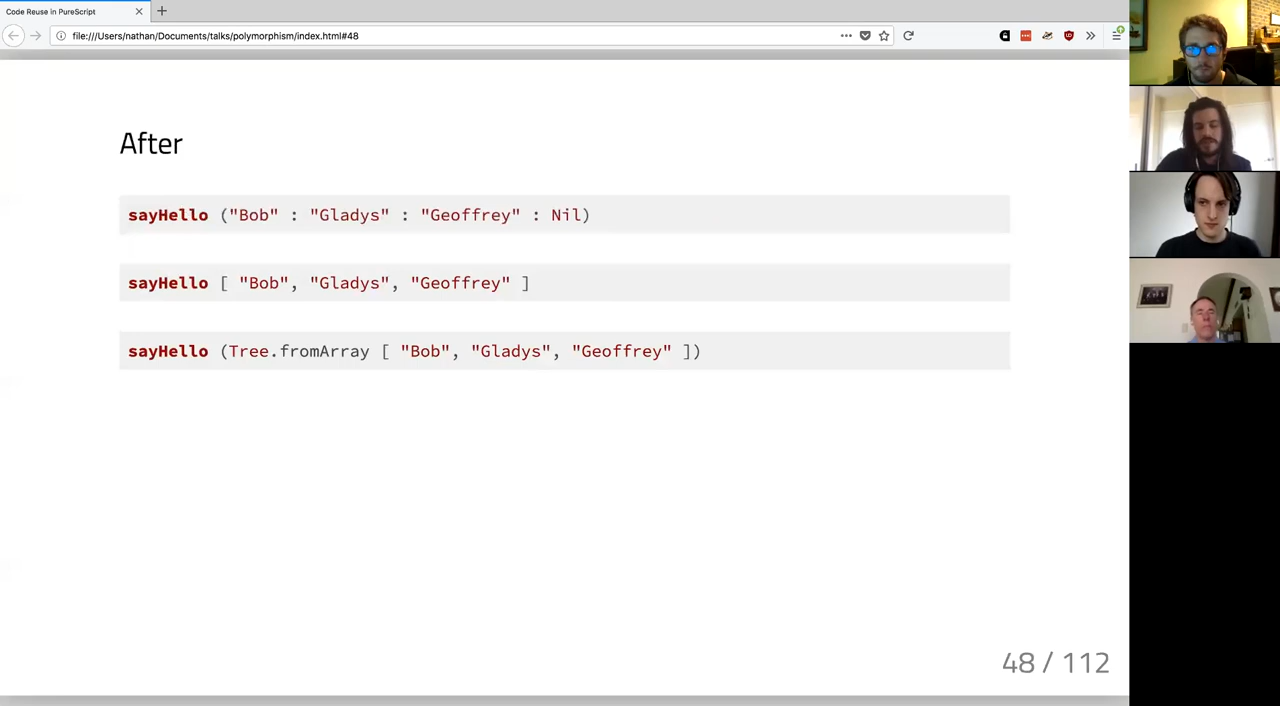 Code Reuse in PureScript
file:///Users/nathan/Documents/talks/polymorphism/index.html#48
After
sayHello ("Bob" : "Gladys" : "Geoffrey" : Nil)
sayHello [ "Bob", "Gladys", "Geoffrey" ]
sayHello (Tree.fromArray [ "Bob", "Gladys", "Geoffrey" ])
48 / 112